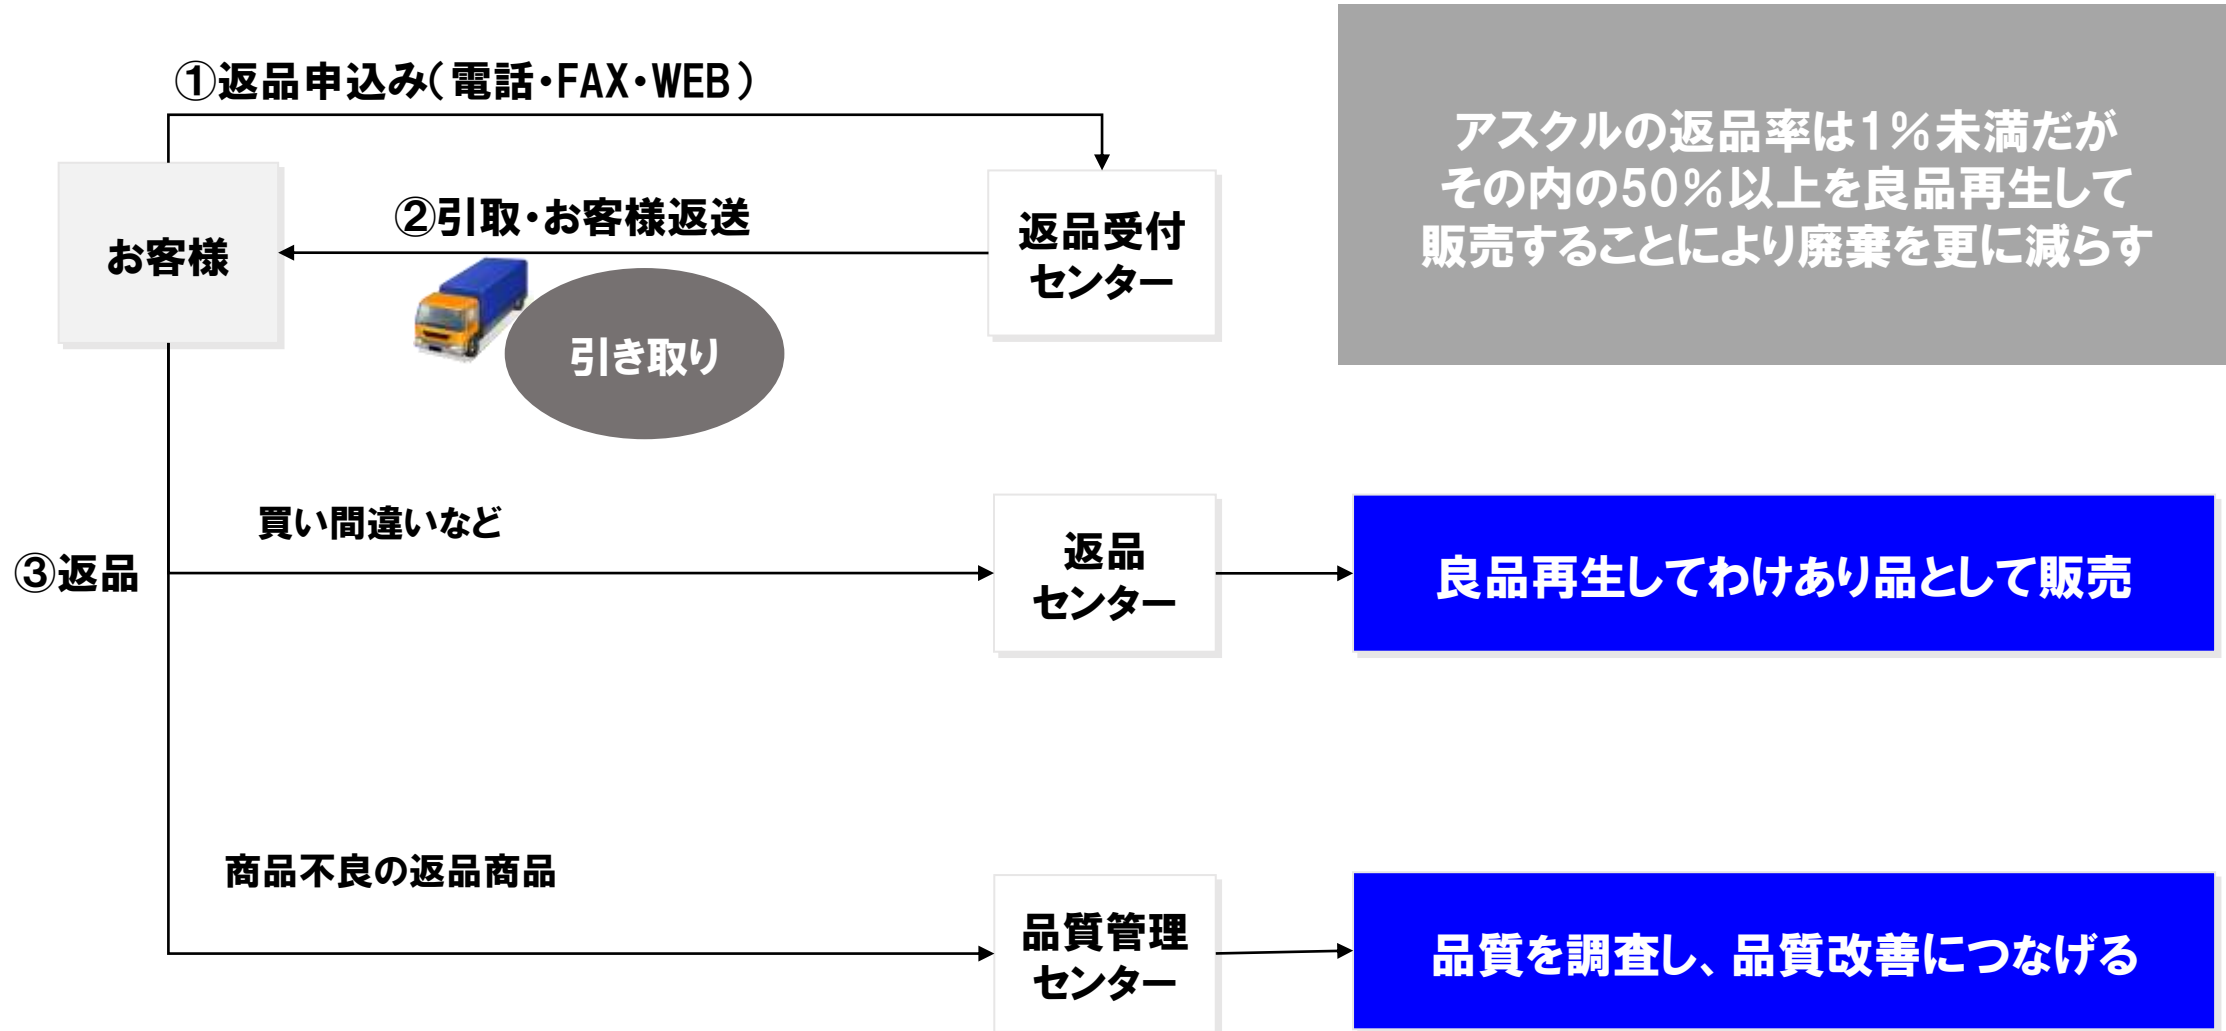 ①返品申込み(電話・FAX・WEB)
アスクルの返品率は1％未満だが
その内の50％以上を良品再生して
販売することにより廃棄を更に減らす
お客様
②引取・お客様返送
返品受付
センター
引き取り
買い間違いなど
③返品
返品
センター
良品再生してわけあり品として販売
商品不良の返品商品
品質管理
センター
品質を調査し、品質改善につなげる